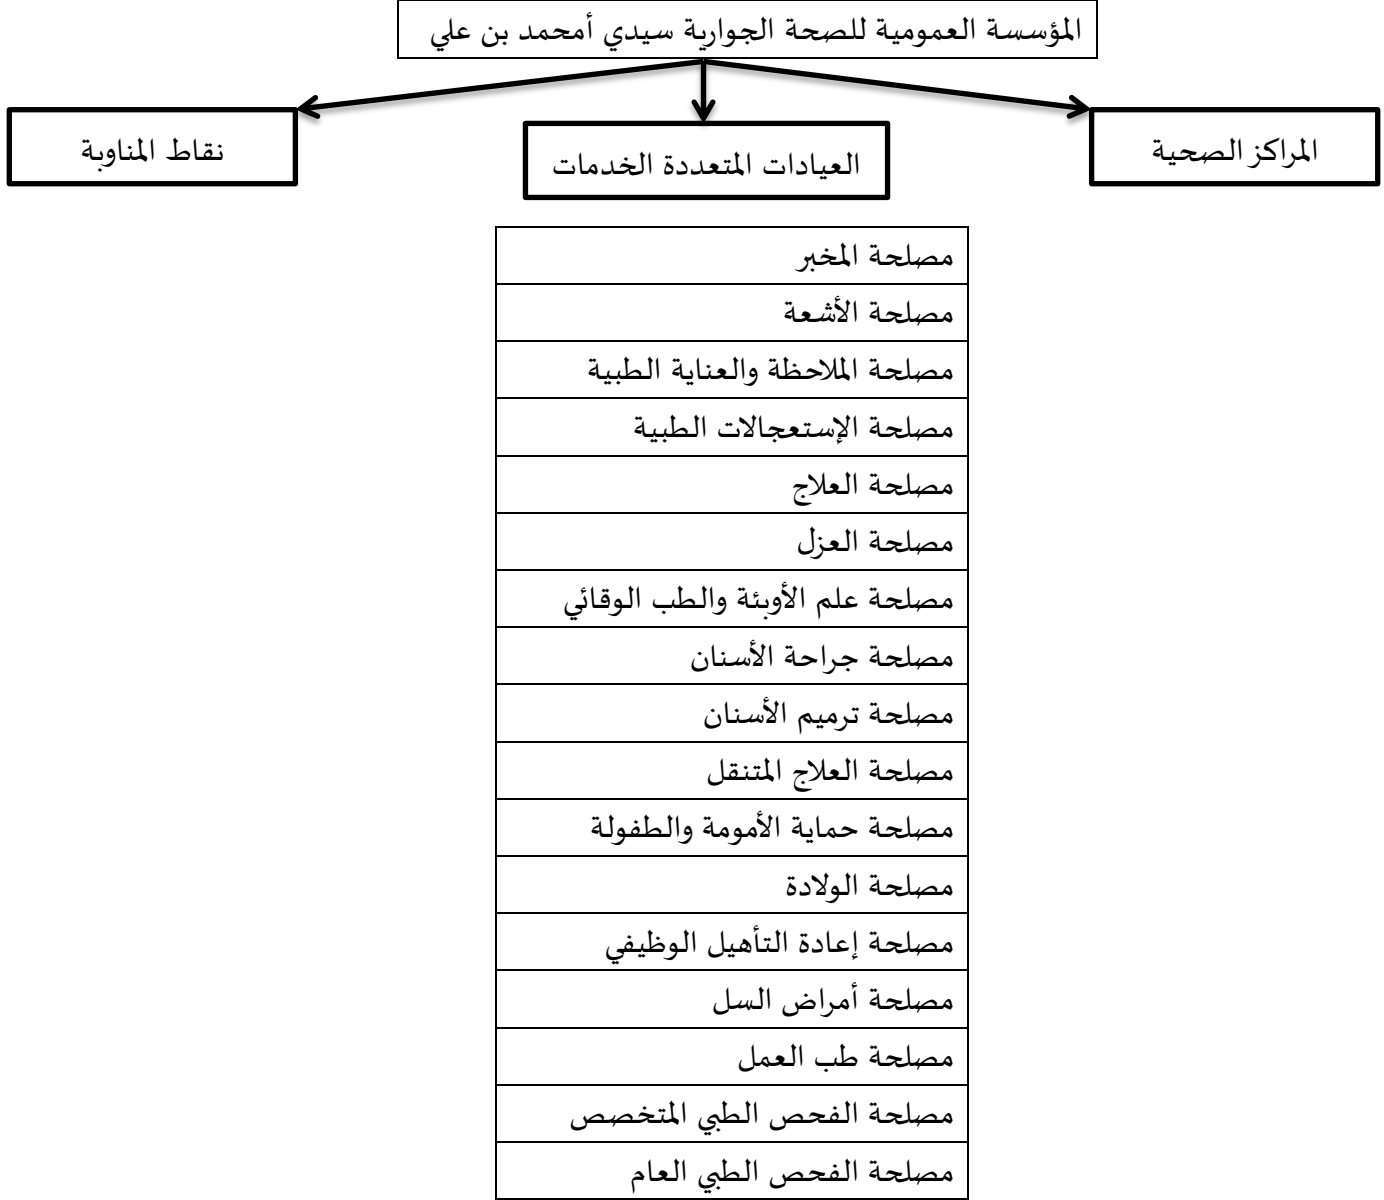 المؤسسة العمومية للصحة الجوارية سيدي أمحمد بن علي
المراكز الصحية
العيادات المتعددة الخدمات
نقاط المناوبة
مصلحة المخبر
مصلحة الأشعة
مصلحة الملاحظة والعناية الطبية
مصلحة الإستعجالات الطبية
مصلحة العلاج
مصلحة العزل
مصلحة علم الأوبئة والطب الوقائي
مصلحة جراحة الأسنان
مصلحة ترميم الأسنان
مصلحة العلاج المتنقل
مصلحة حماية الأمومة والطفولة
مصلحة الولادة
مصلحة إعادة التأهيل الوظيفي
مصلحة أمراض السل
مصلحة طب العمل
مصلحة الفحص الطبي المتخصص
مصلحة الفحص الطبي العام